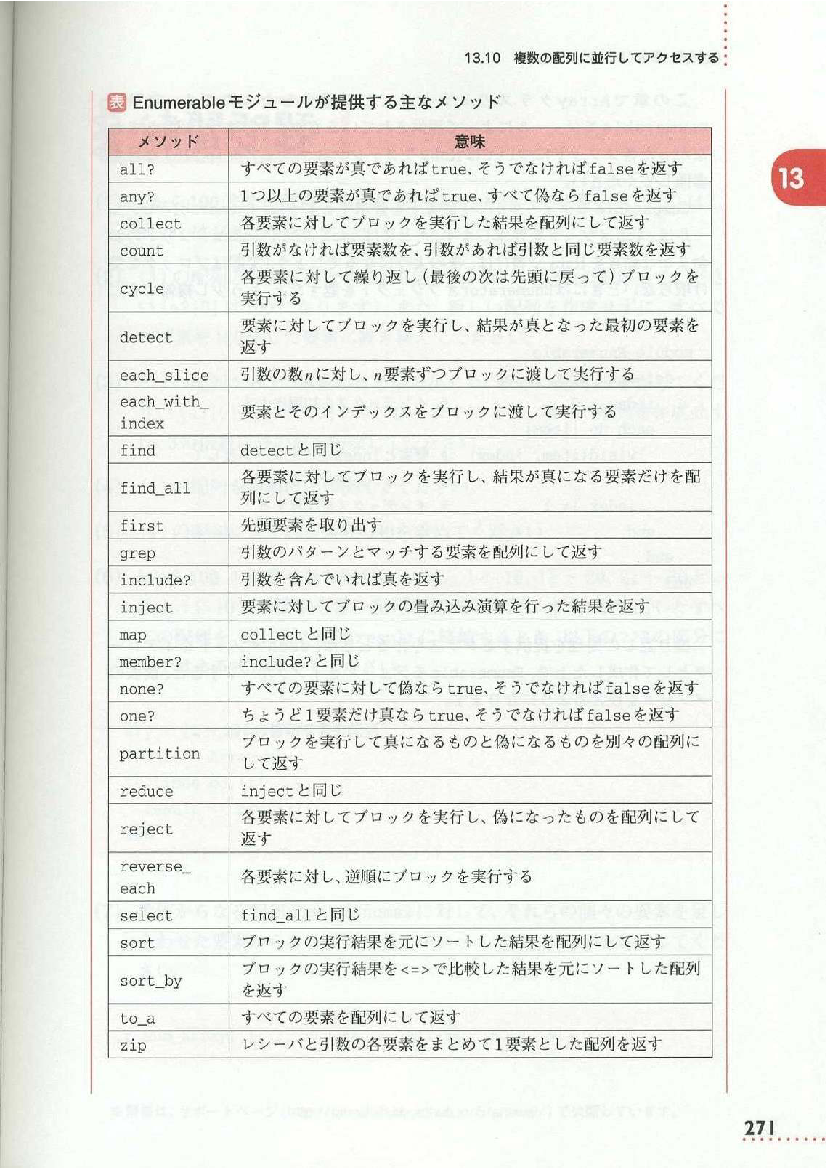 13.10 複数の配列に並行してアクセスする
表 Enumerableモジュールが提供する主なメソッド
メソッド 意味
13
all? すべての要素が真であればtrue、そうでなければfalseを返す
any? 1つ以上の要素が真であればtrue、すべて偽ならfalseを返す
collect 各要素に対してブロックを実行した結果を配列にして返す
count 引数がなければ要素数を、引数があれば引数と同じ要素数を返す
cycle 各要素に対して繰り返し(最後の次は先頭に戻って)ブロックを
実行する
detect 要素に対してブロックを実行し、結果が真となった最初の要素を
返す
each_slice 引数の数nに対し、n要素ずつブロックに渡して実行する
each_with_
index 要素とそのインデックスをブロックに渡して実行する
find detectと同じ
find_all 各要素に対してブロックを実行し、結果が真になる要素だけを配
列にして返す
first 先頭要素を取り出す
grep 引数のパターンとマッチする要素を配列にして返す
include? 引数を含んでいれば真を返す
inject 要素に対してブロックの畳み込み演算を行った結果を返す
map collectと同じ
member? include?と同じ
none? すべての要素に対して偽ならtrue、そうでなければfalseを返す
one? ちょうど1要素だけ真ならtrue、そうでなければfalseを返す
partition ブロックを実行して真になるものと偽になるものを別々の配列に
して返す
reduce injectと同じ
reject 各要素に対してブロックを実行し、偽になったものを配列にして
返す
reverse_
each 各要素に対し、逆順にブロックを実行する
select find_allと同じ
sort ブロックの実行結果を元にソートした結果を配列にして返す
sort_by ブロックの実行結果を<=>で比較した結果を元にソートした配列
を返す
to_a すべての要素を配列にして返す
zip レシーバと引数の各要素をまとめて1要素とした配列を返す
271